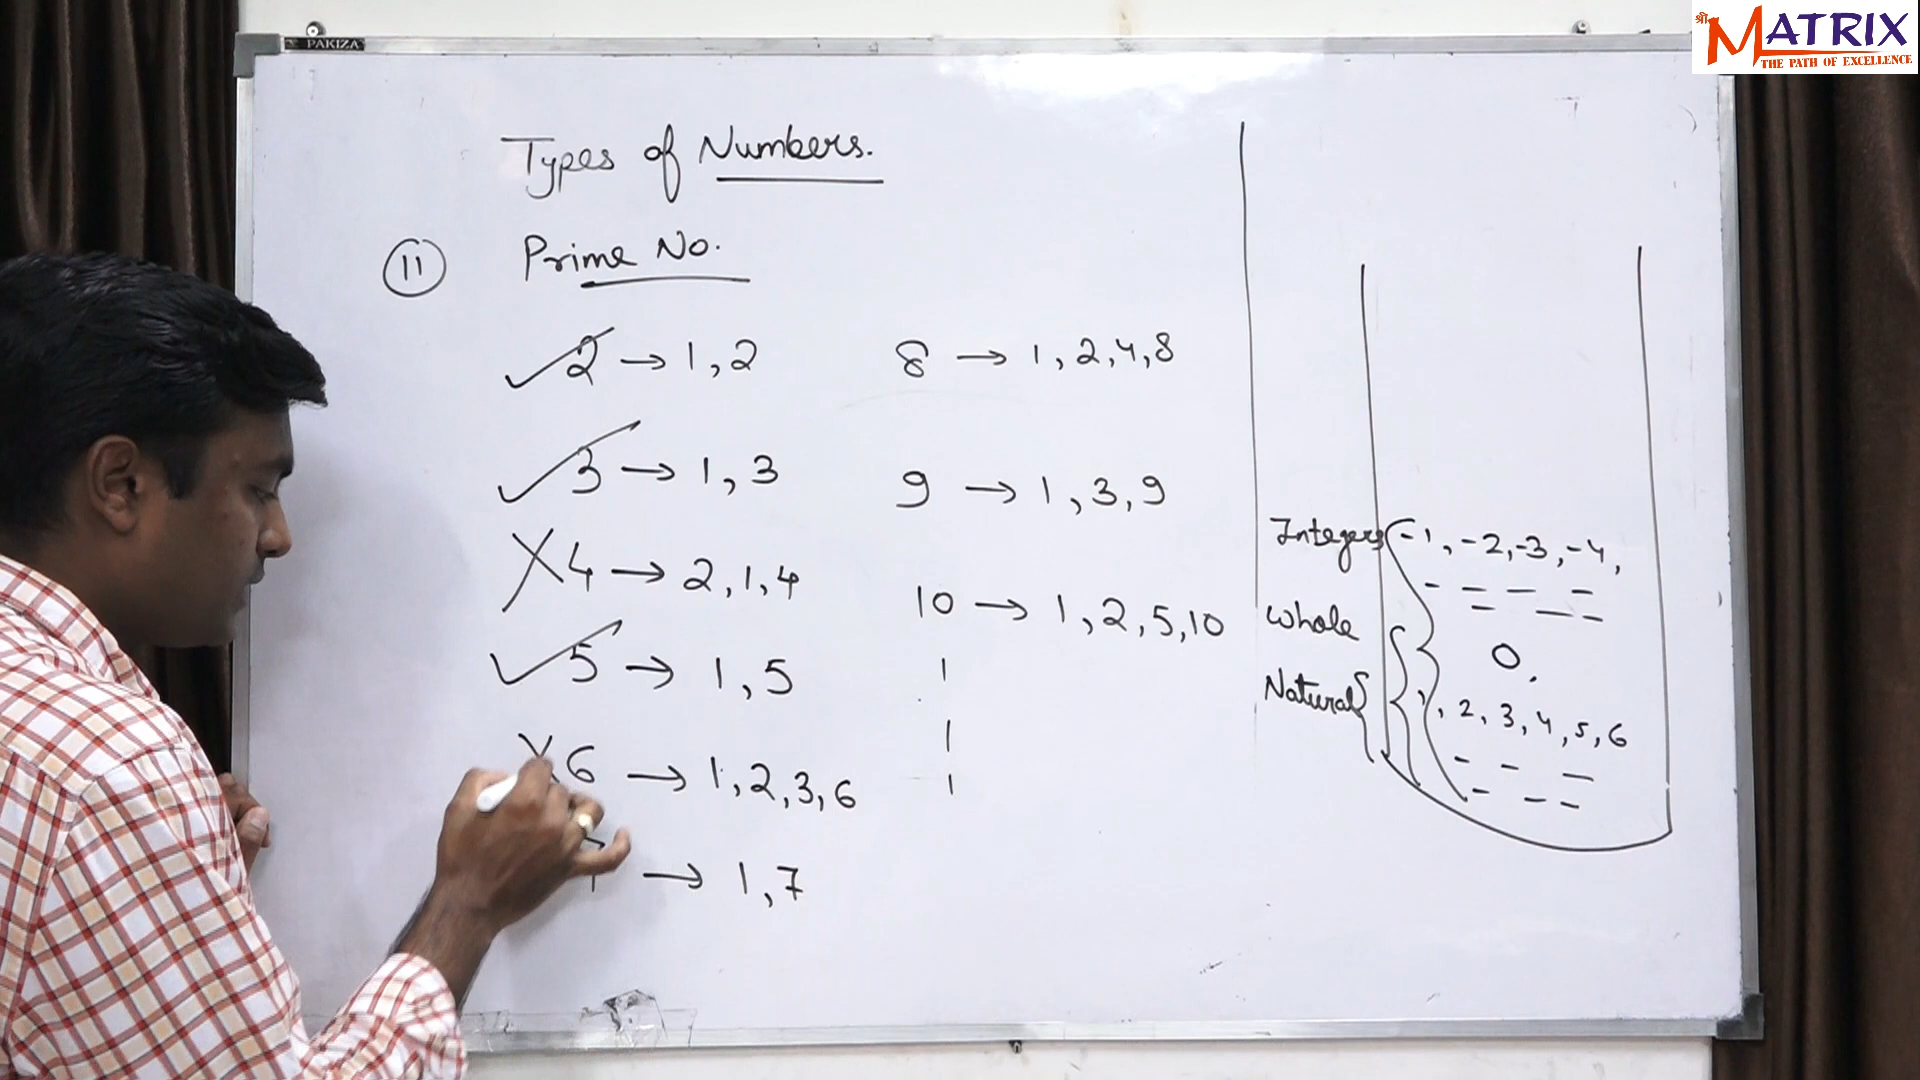 PAKIZA
श्री MATRIX
THE PATH OF EXCELLENCE
Types of Numbers.
11 Prime No.
2 → 1, 2
3 → 1, 3
4 → 2, 1, 4
5 → 1, 5
6 → 1, 2, 3, 6
7 → 1, 7
8 → 1, 2, 4, 8
9 → 1, 3, 9
10 → 1, 2, 5, 10
Integers -1, -2, -3, -4,
Whole 0,
Natural 1, 2, 3, 4, 5, 6